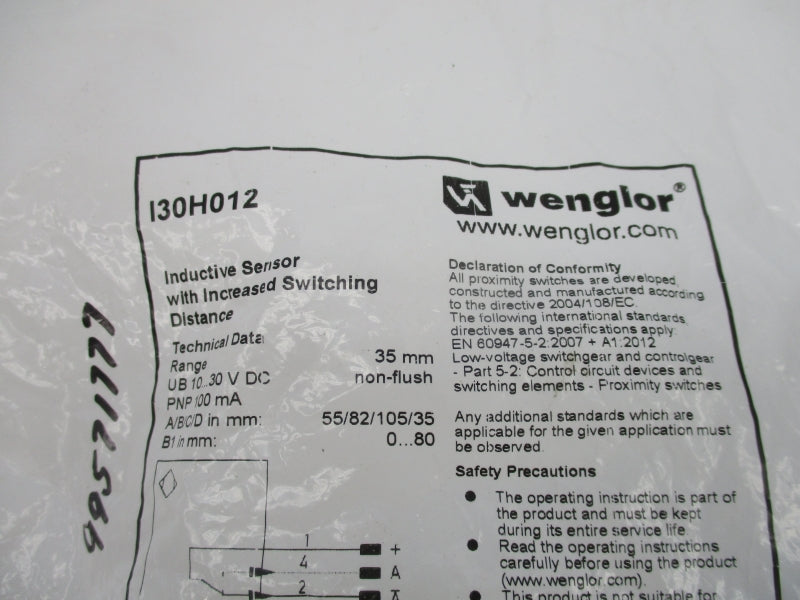 I30H012
wenglor®
www.wenglor.com
Inductive Sensor
with Increased Switching
Distance
Technical Data:
Range 35 mm
UB 10...30 V DC non-flush
PNP 100 mA
A/B/C/D in mm: 55/82/105/35
B1 in mm: 0...80
Declaration of Conformity
All proximity switches are developed,
constructed and manufactured according
to the directive 2004/108/EC.
The following international standards,
directives and specifications apply:
EN 60947-5-2:2007 + A1:2012
Low-voltage switchgear and controlgear
- Part 5-2: Control circuit devices and
switching elements - Proximity switches
Any additional standards which are
applicable for the given application must
be observed.
Safety Precautions
● The operating instruction is part of
the product and must be kept
during its entire service life.
● Read the operating instructions
carefully before using the product
(www.wenglor.com).
● This product is not suitable for
1 +
4 A
2 A̅